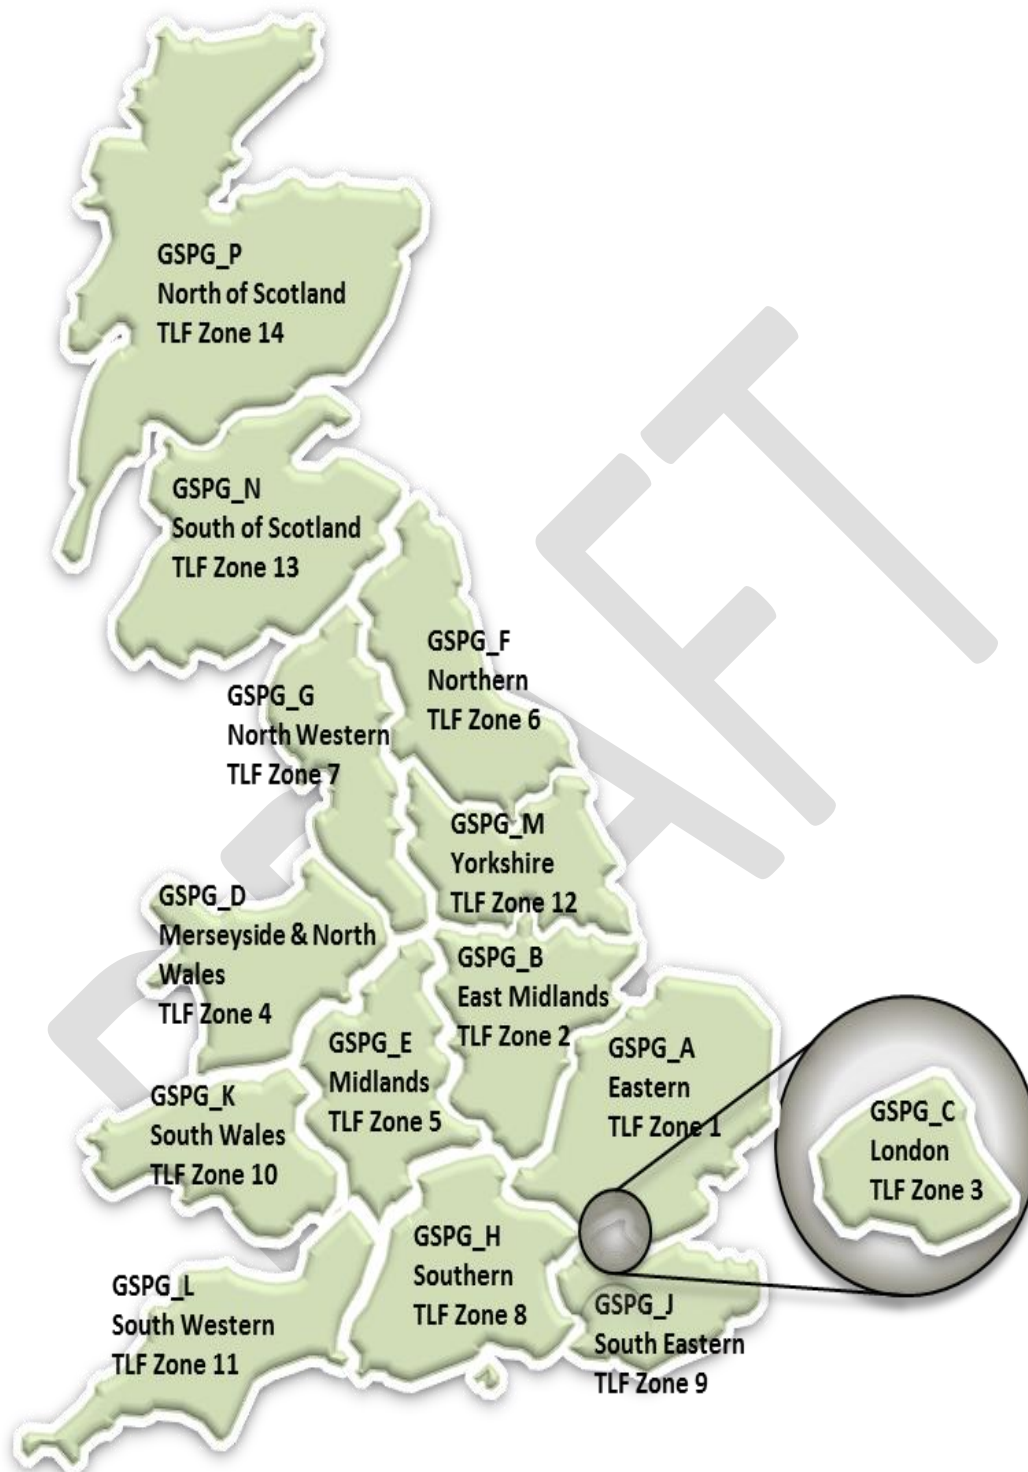 GSPG_P
North of Scotland
TLF Zone 14
GSPG_N
South of Scotland
TLF Zone 13
GSPG_F
Northern
TLF Zone 6
GSPG_G
North Western
TLF Zone 7
GSPG_M
Yorkshire
TLF Zone 12
GSPG_D
Merseyside & North
Wales
TLF Zone 4
GSPG_B
East Midlands
TLF Zone 2
GSPG_E
Midlands
TLF Zone 5
GSPG_A
Eastern
TLF Zone 1
GSPG_C
London
TLF Zone 3
GSPG_K
South Wales
TLF Zone 10
GSPG_H
Southern
TLF Zone 8
GSPG_L
South Western
TLF Zone 11
GSPG_J
South Eastern
TLF Zone 9
DRAFT